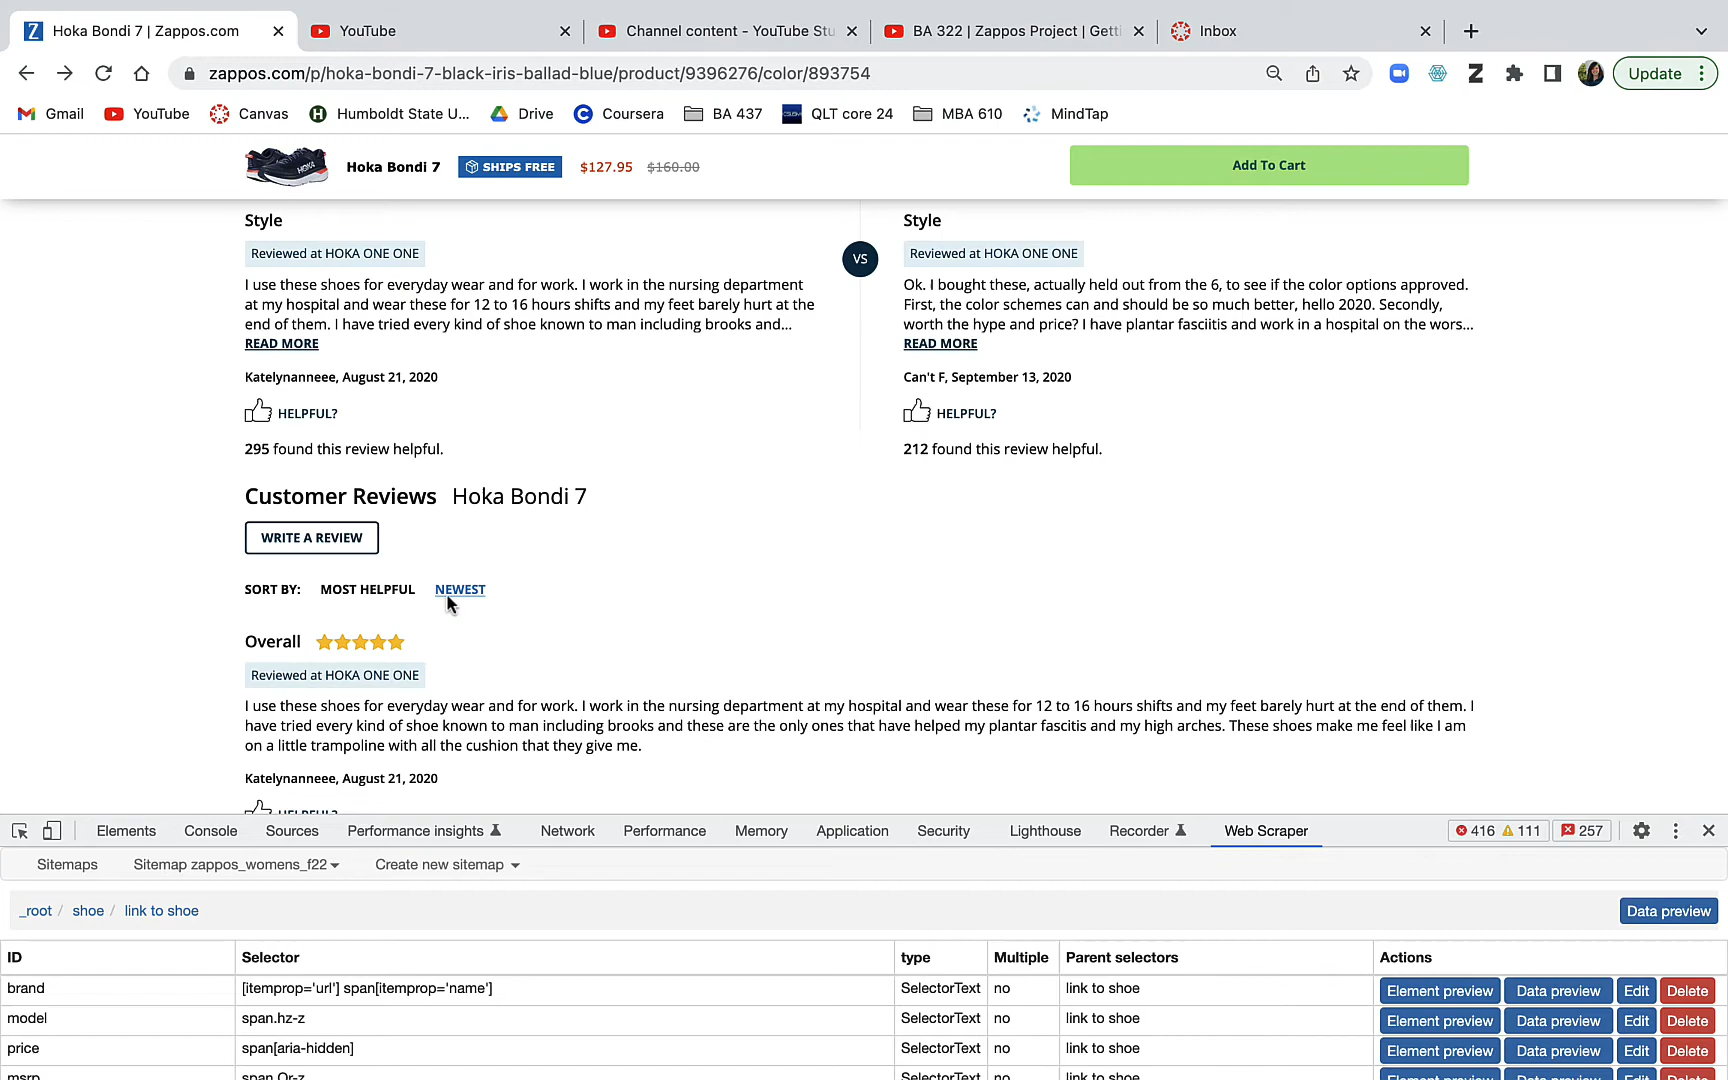 Hoka Bondi 7 | Zappos.com
YouTube
Channel content - YouTube Stu
BA 322 | Zappos Project | Getti
Inbox
zappos.com/p/hoka-bondi-7-black-iris-ballad-blue/product/9396276/color/893754
Update
Gmail
YouTube
Canvas
Humboldt State U...
Drive
Coursera
BA 437
QLT core 24
MBA 610
MindTap
Hoka Bondi 7
SHIPS FREE
$127.95 $160.00
Add To Cart
Style
Reviewed at HOKA ONE ONE
I use these shoes for everyday wear and for work. I work in the nursing department
at my hospital and wear these for 12 to 16 hours shifts and my feet barely hurt at the
end of them. I have tried every kind of shoe known to man including brooks and...
READ MORE
Katelynanneee, August 21, 2020
HELPFUL?
295 found this review helpful.
VS
Style
Reviewed at HOKA ONE ONE
Ok. I bought these, actually held out from the 6, to see if the color options approved.
First, the color schemes can and should be so much better, hello 2020. Secondly,
worth the hype and price? I have plantar fasciitis and work in a hospital on the wors...
READ MORE
Can't F, September 13, 2020
HELPFUL?
212 found this review helpful.
Customer Reviews Hoka Bondi 7
WRITE A REVIEW
SORT BY: MOST HELPFUL NEWEST
Overall
Reviewed at HOKA ONE ONE
I use these shoes for everyday wear and for work. I work in the nursing department at my hospital and wear these for 12 to 16 hours shifts and my feet barely hurt at the end of them. I
have tried every kind of shoe known to man including brooks and these are the only ones that have helped my plantar fascitis and my high arches. These shoes make me feel like I am
on a little trampoline with all the cushion that they give me.
Katelynanneee, August 21, 2020
HELPFUL?
Elements Console Sources Performance insights Network Performance Memory Application Security Lighthouse Recorder Web Scraper 416 111 257
Sitemaps Sitemap zappos_womens_f22 Create new sitemap
_root / shoe / link to shoe
Data preview
ID Selector type Multiple Parent selectors Actions
brand [itemprop='url'] span[itemprop='name'] SelectorText no link to shoe Element preview Data preview Edit Delete
model span.hz-z SelectorText no link to shoe Element preview Data preview Edit Delete
price span[aria-hidden] SelectorText no link to shoe Element preview Data preview Edit Delete
msrp span.Qr-z SelectorText no link to shoe Element preview Data preview Edit Delete